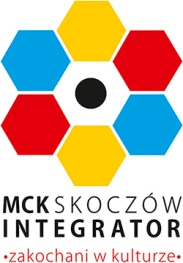 MCK SKOCZÓW
INTEGRATOR
•zakochani w kulturze•